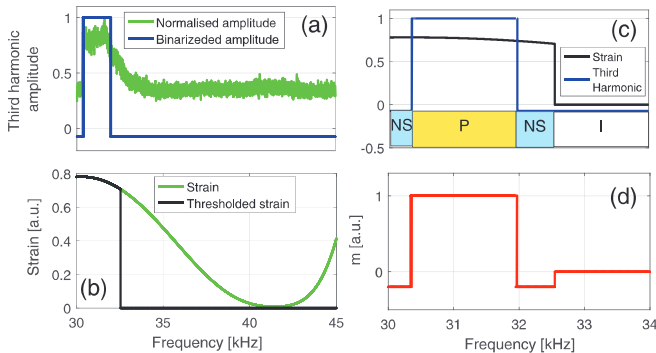 (a)
Normalised amplitude
Binarizeded amplitude
Third harmonic
amplitude
1
0.5
0
(b)
Strain
Thresholded strain
Strain [a.u.]
0.8
0.6
0.4
0.2
0
30
35
40
45
Frequency [kHz]
(c)
Strain
Third
Harmonic
1
0.5
0
-0.5
NS
P
NS
I
(d)
m [a.u.]
1
0
30
31
32
33
34
Frequency [kHz]